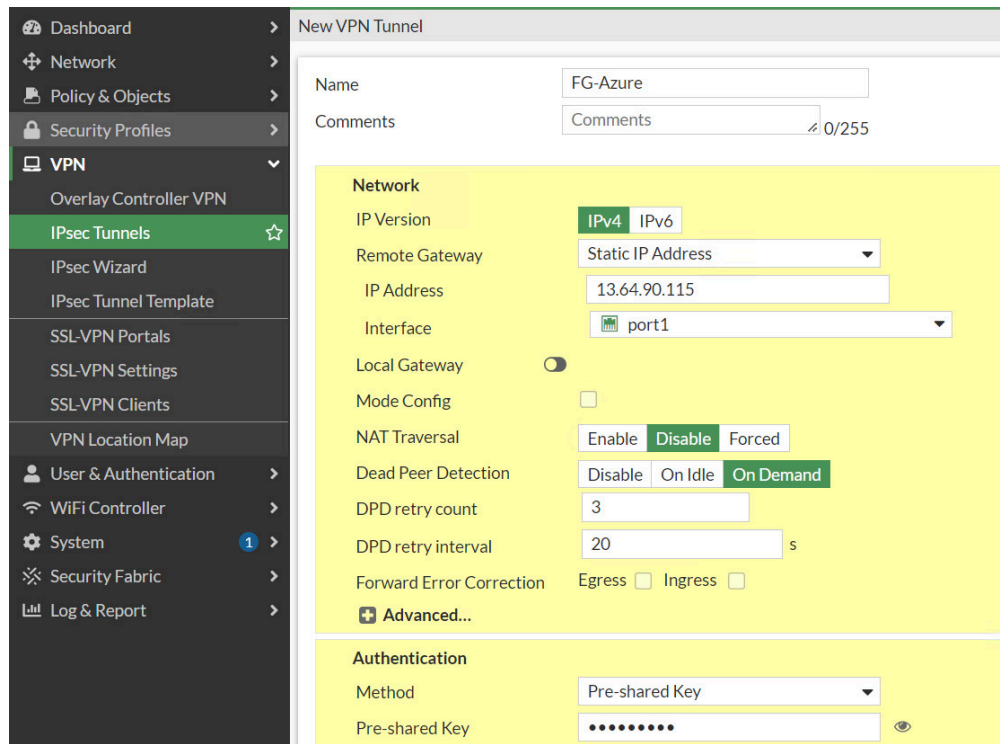 Dashboard
Network
Policy & Objects
Security Profiles
VPN
Overlay Controller VPN
IPsec Tunnels
IPsec Wizard
IPsec Tunnel Template
SSL-VPN Portals
SSL-VPN Settings
SSL-VPN Clients
VPN Location Map
User & Authentication
WiFi Controller
System 1
Security Fabric
Log & Report
New VPN Tunnel
Name FG-Azure
Comments Comments 0/255
Network
IP Version IPv4 IPv6
Remote Gateway Static IP Address
IP Address 13.64.90.115
Interface port1
Local Gateway
Mode Config
NAT Traversal Enable Disable Forced
Dead Peer Detection Disable On Idle On Demand
DPD retry count 3
DPD retry interval 20 s
Forward Error Correction Egress Ingress
Advanced...
Authentication
Method Pre-shared Key
Pre-shared Key •••••••••